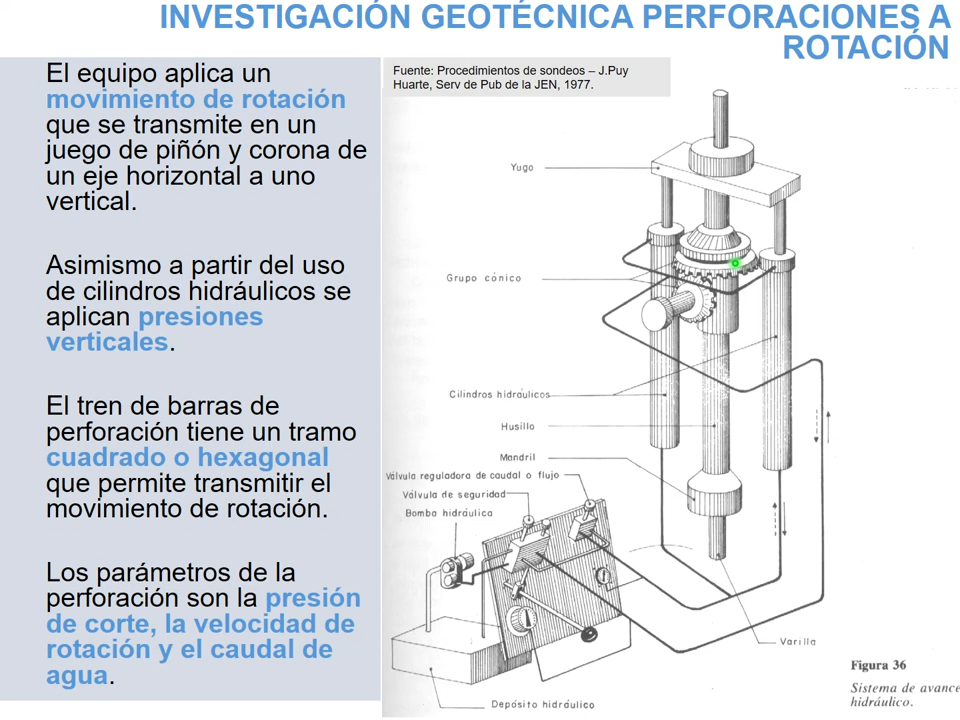 INVESTIGACIÓN GEOTÉCNICA PERFORACIONES A
ROTACIÓN
El equipo aplica un
movimiento de rotación
que se transmite en un
juego de piñón y corona de
un eje horizontal a uno
vertical.
Asimismo a partir del uso
de cilindros hidráulicos se
aplican presiones
verticales.
El tren de barras de
perforación tiene un tramo
cuadrado o hexagonal
que permite transmitir el
movimiento de rotación.
Los parámetros de la
perforación son la presión
de corte, la velocidad de
rotación y el caudal de
agua.
Fuente: Procedimientos de sondeos – J.Puy
Huarte, Serv de Pub de la JEN, 1977.
Yugo
Grupo cónico
Cilindros hidráulicos
Husillo
Mandril
Válvula reguladora de caudal o flujo
Válvula de seguridad
Bomba hidráulica
Varilla
Depósito hidráulico
Figura 36
Sistema de avance
hidráulico.